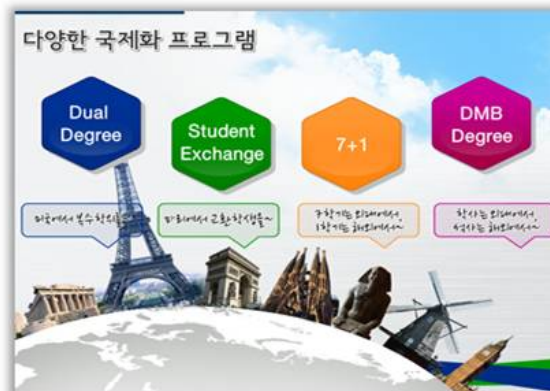 다양한 국제화 프로그램
Dual
Degree
Student
Exchange
7+1
DMB
Degree
미국에서 복수학위를~
파리에서 교환학생을~
7학기는 외대에서,
1학기는 해외에서~
학사는 외대에서,
석사는 해외에서~